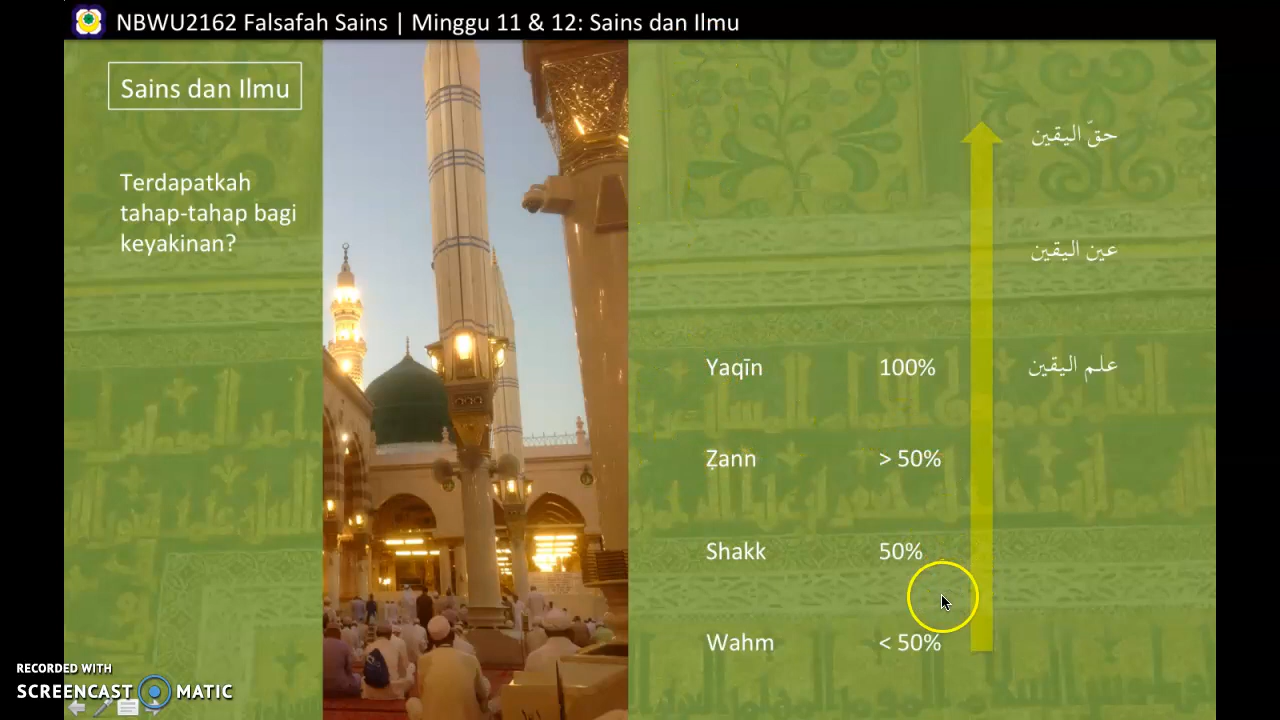 NBWU2162 Falsafah Sains | Minggu 11 & 12: Sains dan Ilmu
Sains dan Ilmu
Terdapatkah
tahap-tahap bagi
keyakinan?
حقّ اليقين
عين اليقين
Yaqīn 100% علم اليقين
Ẓann > 50%
Shakk 50%
Wahm < 50%
RECORDED WITH
SCREENCAST MATIC